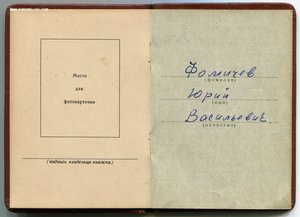 Место
для
фотокарточки
(подпись владельца книжки)
Фомичев
(фамилия)
Юрий
(имя)
Васильевич
(отчество)